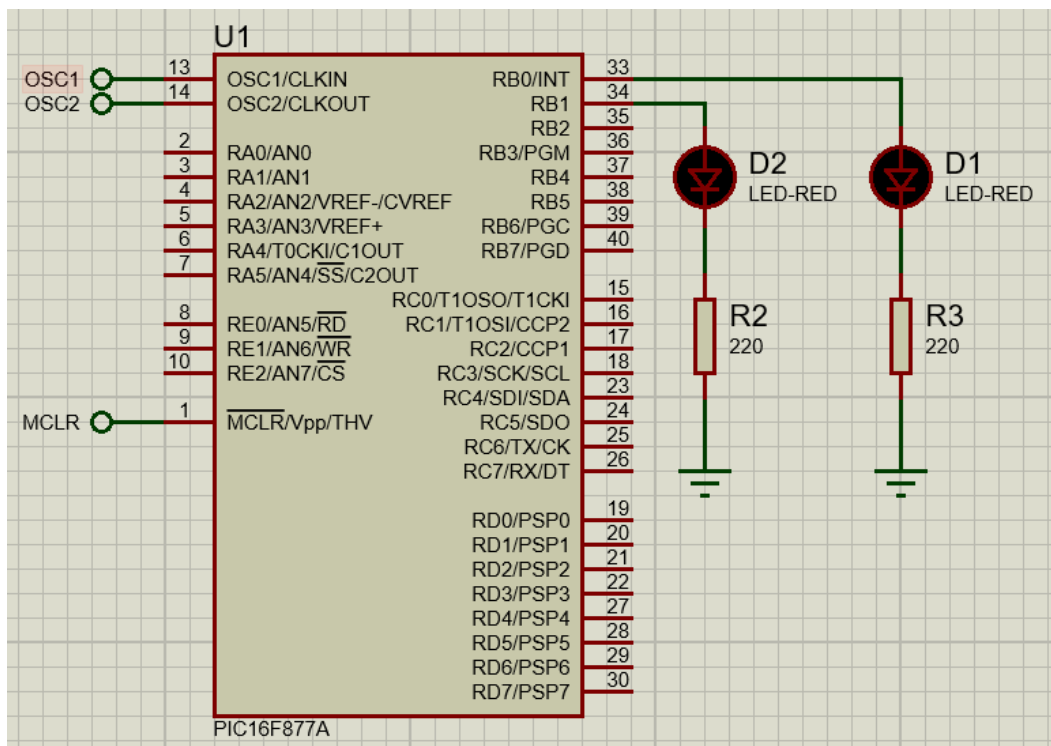 U1
OSC1 13 OSC1/CLKIN RB0/INT 33
OSC2 14 OSC2/CLKOUT RB1 34
RB2 35
2 RA0/AN0 RB3/PGM 36
3 RA1/AN1 RB4 37
4 RA2/AN2/VREF-/CVREF RB5 38
5 RA3/AN3/VREF+ RB6/PGC 39
6 RA4/T0CKI/C1OUT RB7/PGD 40
7 RA5/AN4/SS/C2OUT
RC0/T1OSO/T1CKI 15
8 RE0/AN5/RD RC1/T1OSI/CCP2 16
9 RE1/AN6/WR RC2/CCP1 17
10 RE2/AN7/CS RC3/SCK/SCL 18
RC4/SDI/SDA 23
MCLR 1 MCLR/Vpp/THV RC5/SDO 24
RC6/TX/CK 25
RC7/RX/DT 26
RD0/PSP0 19
RD1/PSP1 20
RD2/PSP2 21
RD3/PSP3 22
RD4/PSP4 27
RD5/PSP5 28
RD6/PSP6 29
RD7/PSP7 30
PIC16F877A
D2
LED-RED
D1
LED-RED
R2
220
R3
220